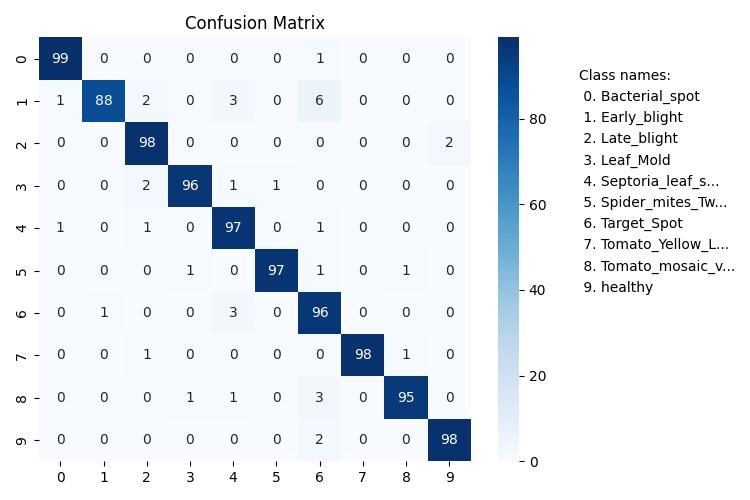 Confusion Matrix
0 99 0 0 0 0 0 1 0 0 0
1 1 88 2 0 3 0 6 0 0 0
2 0 0 98 0 0 0 0 0 0 2
3 0 0 2 96 1 1 0 0 0 0
4 1 0 1 0 97 0 1 0 0 0
5 0 0 0 1 0 97 1 0 1 0
6 0 1 0 0 3 0 96 0 0 0
7 0 0 1 0 0 0 0 98 1 0
8 0 0 0 1 1 0 3 0 95 0
9 0 0 0 0 0 0 2 0 0 98
0 1 2 3 4 5 6 7 8 9
80
60
40
20
0
Class names:
0. Bacterial_spot
1. Early_blight
2. Late_blight
3. Leaf_Mold
4. Septoria_leaf_s...
5. Spider_mites_Tw...
6. Target_Spot
7. Tomato_Yellow_L...
8. Tomato_mosaic_v...
9. healthy